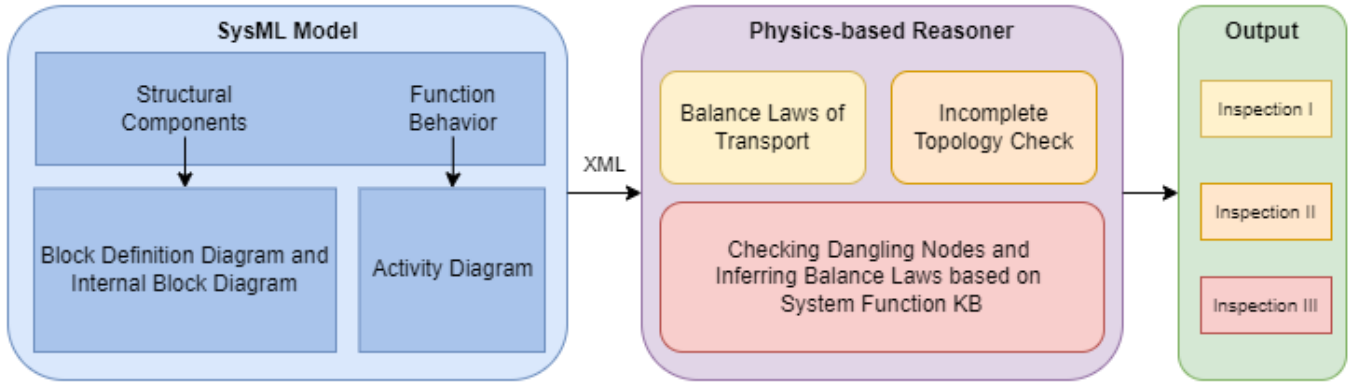 SysML Model
Structural
Components
Function
Behavior
Block Definition Diagram and
Internal Block Diagram
Activity Diagram
XML
Physics-based Reasoner
Balance Laws of
Transport
Incomplete
Topology Check
Checking Dangling Nodes and
Inferring Balance Laws based on
System Function KB
Output
Inspection I
Inspection II
Inspection III